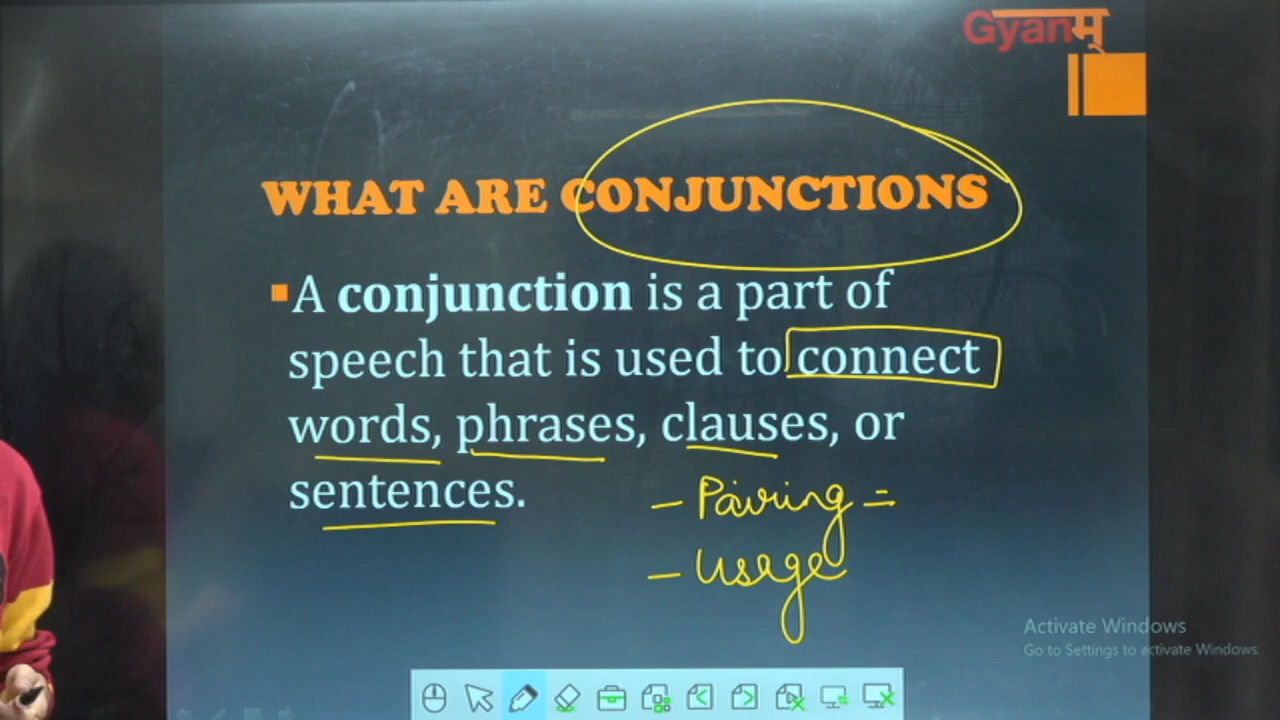 Gyanम्
WHAT ARE CONJUNCTIONS
A conjunction is a part of
speech that is used to connect
words, phrases, clauses, or
sentences.
- Pairing =
- Usage
Activate Windows
Go to Settings to activate Windows.